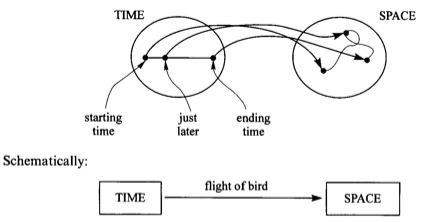 TIME
SPACE
starting
time
just
later
ending
time
Schematically:
flight of bird
TIME
SPACE